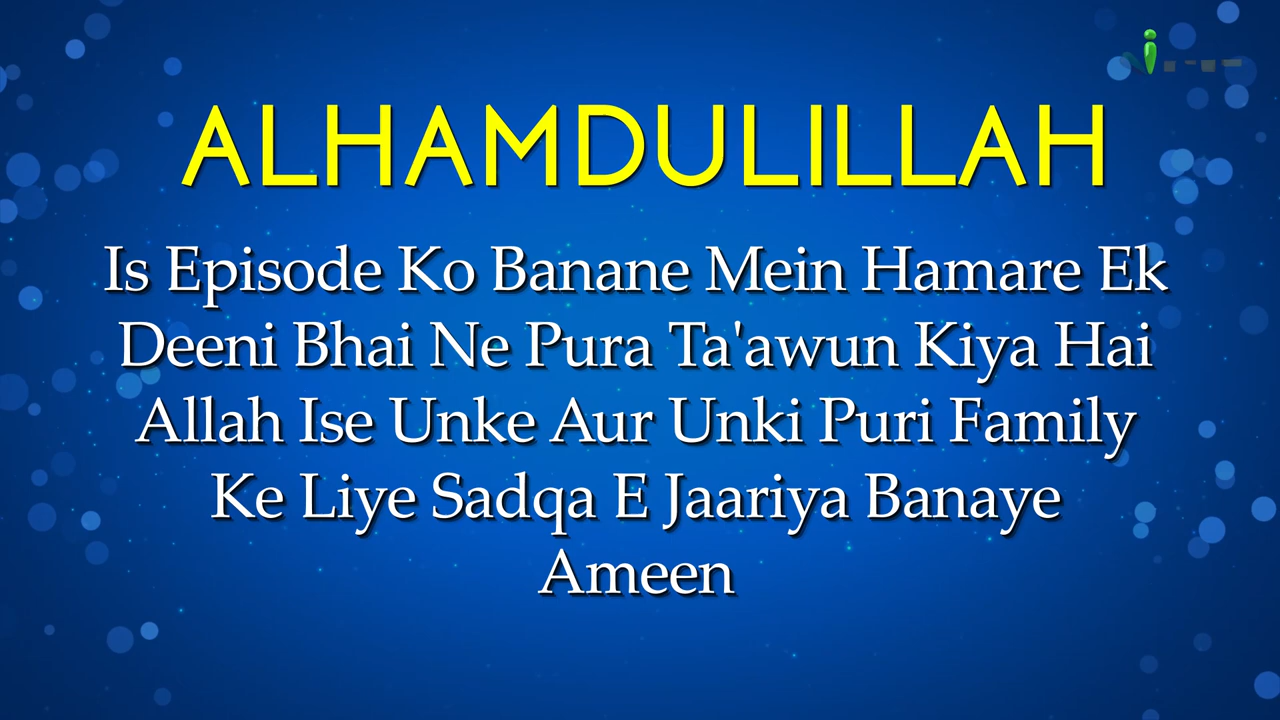 ALHAMDULILLAH
Is Episode Ko Banane Mein Hamare Ek
Deeni Bhai Ne Pura Ta'awun Kiya Hai
Allah Ise Unke Aur Unki Puri Family
Ke Liye Sadqa E Jaariya Banaye
Ameen